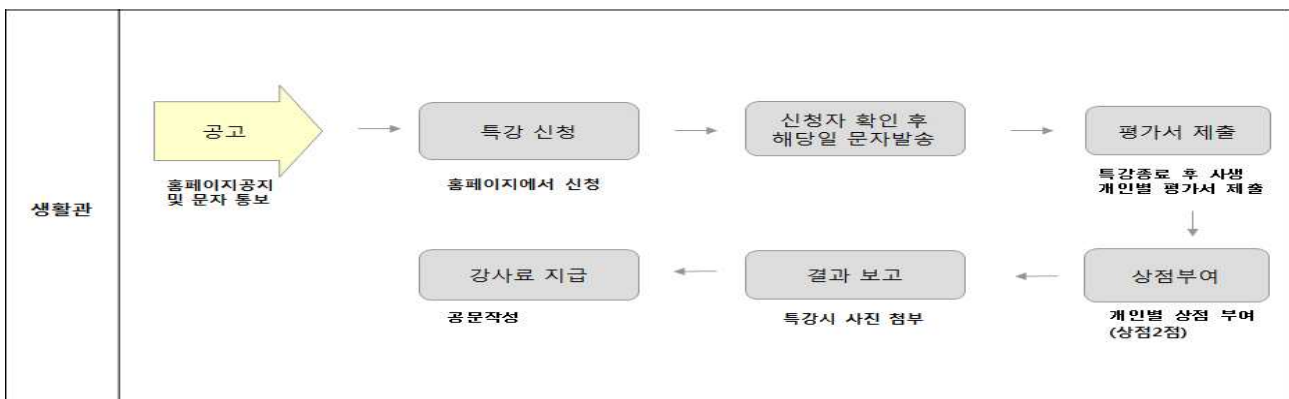 생활관
공고
홈페이지공지
및 문자 통보
특강 신청
홈페이지에서 신청
신청자 확인 후
해당일 문자발송
평가서 제출
특강종료 후 사생
개인별 평가서 제출
상점부여
개인별 상점 부여
(상점2점)
결과 보고
특강시 사진 첨부
강사료 지급
공문작성